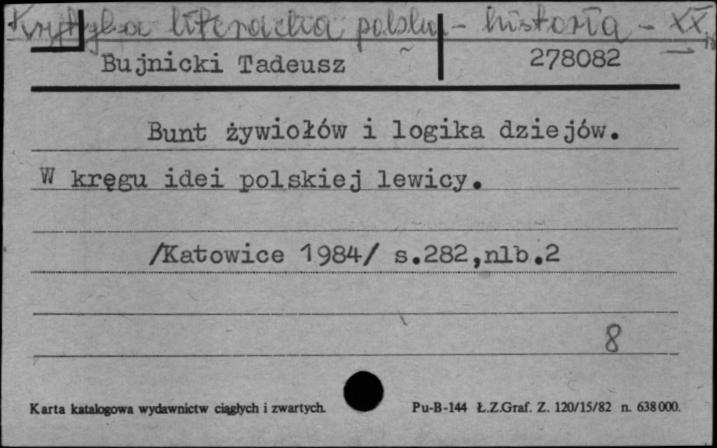 Krytyka literacka polska - historia - XX
Bujnicki Tadeusz 278082
Bunt żywiołów i logika dziejów.
W kręgu idei polskiej lewicy.
/Katowice 1984/ s.282,nlb.2
8
Karta katalogowa wydawnictw ciągłych i zwartych. Pu-B-144 Ł.Z.Graf. Z. 120/15/82 n. 638000.